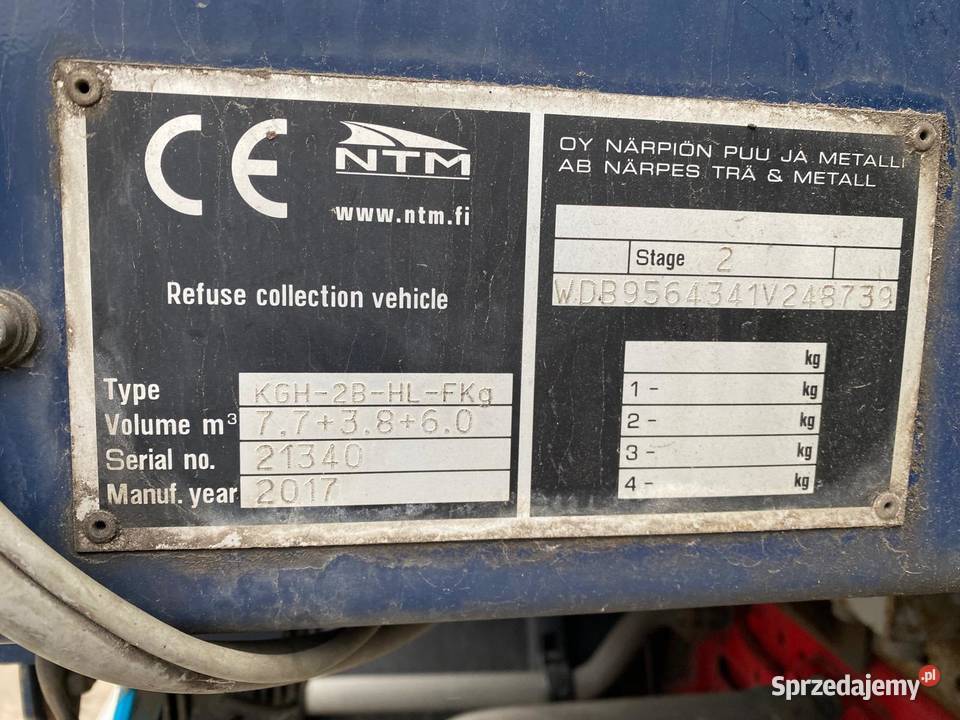 CE NTM
www.ntm.fi
Refuse collection vehicle
Type KGH-2B-HL-FKg
Volume m³ 7.7+3.8+6.0
Serial no. 21340
Manuf. year 2017
OY NÄRPIÖN PUU JA METALLI
AB NÄRPES TRÄ & METALL
Stage 2
WDB9564341V248739
kg
1 - kg
2 - kg
3 - kg
4 - kg
Sprzedajemy.pl